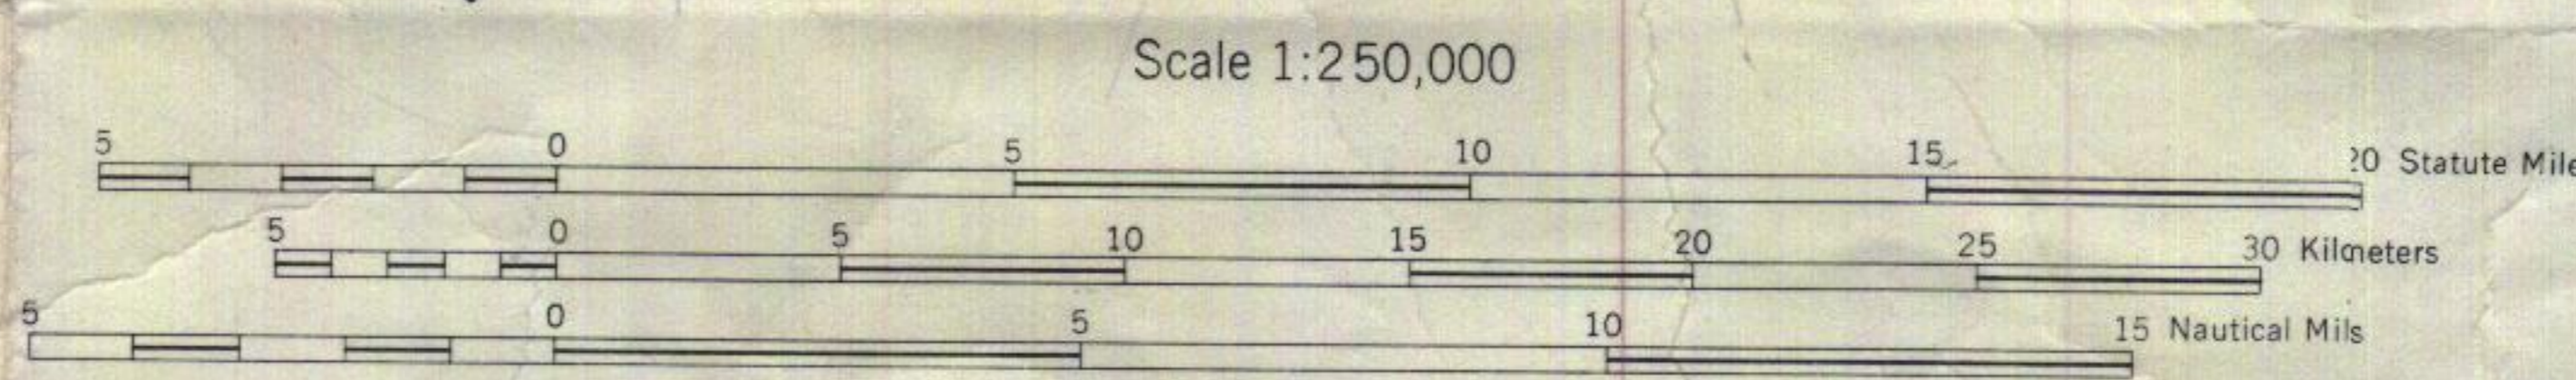 Scale 1:250,000
5 0 5 10 15 20 Statute Mile
5 0 5 10 15 20 25 30 Kilmeters
5 0 5 10 15 Nautical Mils